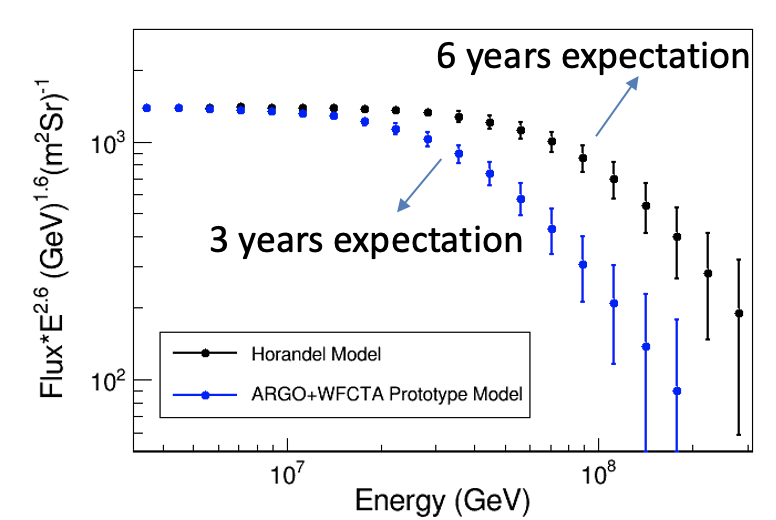 6 years expectation
Flux*E^2.6 (GeV)^1.6(m^2Sr)^-1
10^3
3 years expectation
Horandel Model
ARGO+WFCTA Prototype Model
10^2
10^7
10^8
Energy (GeV)